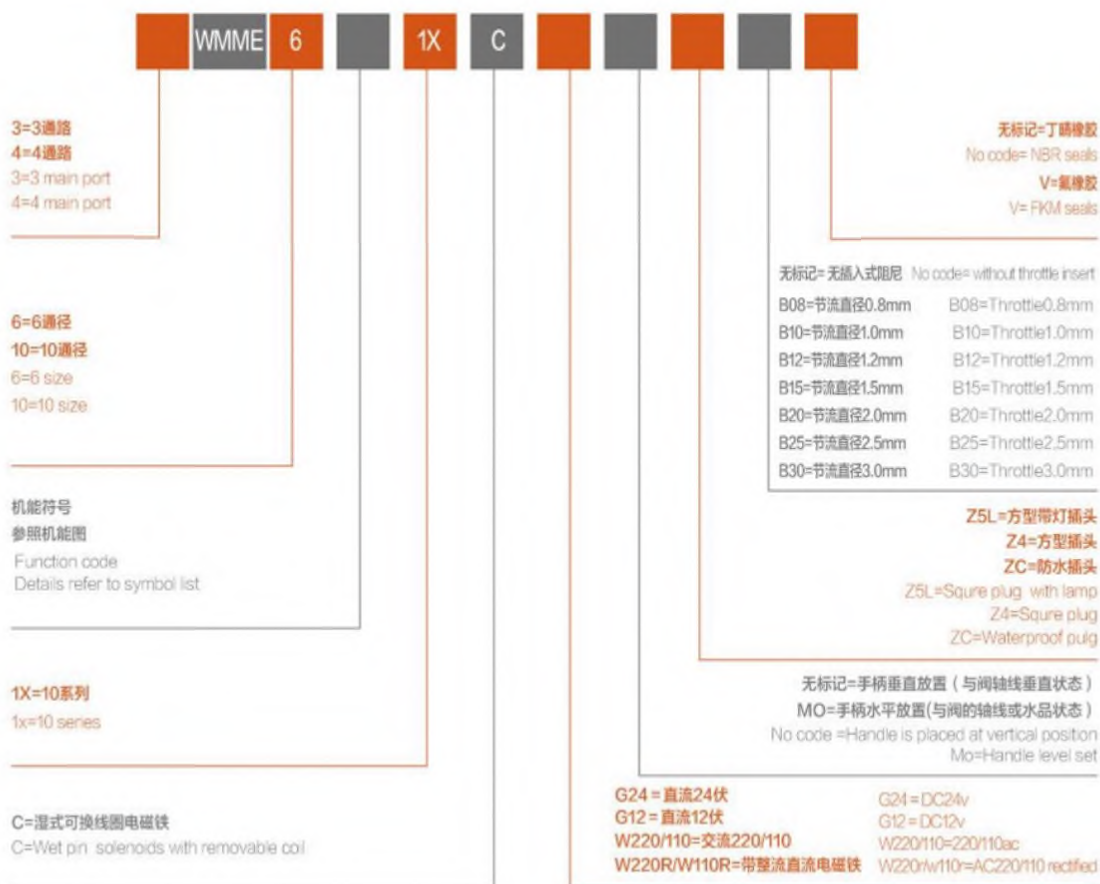 WMME 6 1X C
3=3通路
4=4通路
3=3 main port
4=4 main port
6=6通径
10=10通径
6=6 size
10=10 size
机能符号
参照机能图
Function code
Details refer to symbol list
1X=10系列
1x=10 series
C=湿式可换线圈电磁铁
C=Wet pin solenoids with removable coil
无标记=丁晴橡胶
No code= NBR seals
V=氟橡胶
V= FKM seals
无标记= 无插入式阻尼 No code= without throttle insert
B08=节流直径0.8mm B08=Throttle0.8mm
B10=节流直径1.0mm B10=Throttle1.0mm
B12=节流直径1.2mm B12=Throttle1.2mm
B15=节流直径1.5mm B15=Throttle1.5mm
B20=节流直径2.0mm B20=Throttle2.0mm
B25=节流直径2.5mm B25=Throttle2.5mm
B30=节流直径3.0mm B30=Throttle3.0mm
Z5L=方型带灯插头
Z4=方型插头
ZC=防水插头
Z5L=Squre plug with lamp
Z4=Squre plug
ZC=Waterproof pulg
无标记=手柄垂直放置 ( 与阀轴线垂直状态 )
MO=手柄水平放置(与阀的轴线或水品状态 )
No code =Handle is placed at vertical position
Mo=Handle level set
G24 = 直流24伏 G24 = DC24v
G12 = 直流12伏 G12 = DC12v
W220/110=交流220/110 W220/110=220/110ac
W220R/W110R=带整流直流电磁铁 W220r/w110r=AC220/110 rectified